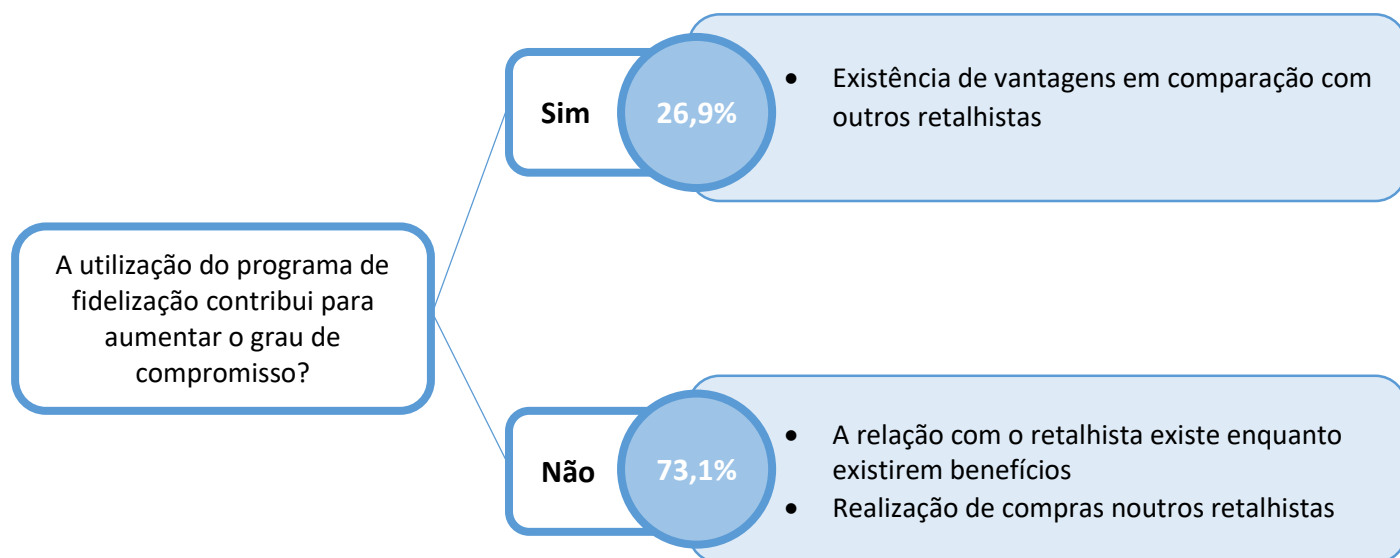 A utilização do programa de
fidelização contribui para
aumentar o grau de
compromisso?
Sim
26,9%
• Existência de vantagens em comparação com
outros retalhistas
Não
73,1%
• A relação com o retalhista existe enquanto
existirem benefícios
• Realização de compras noutros retalhistas